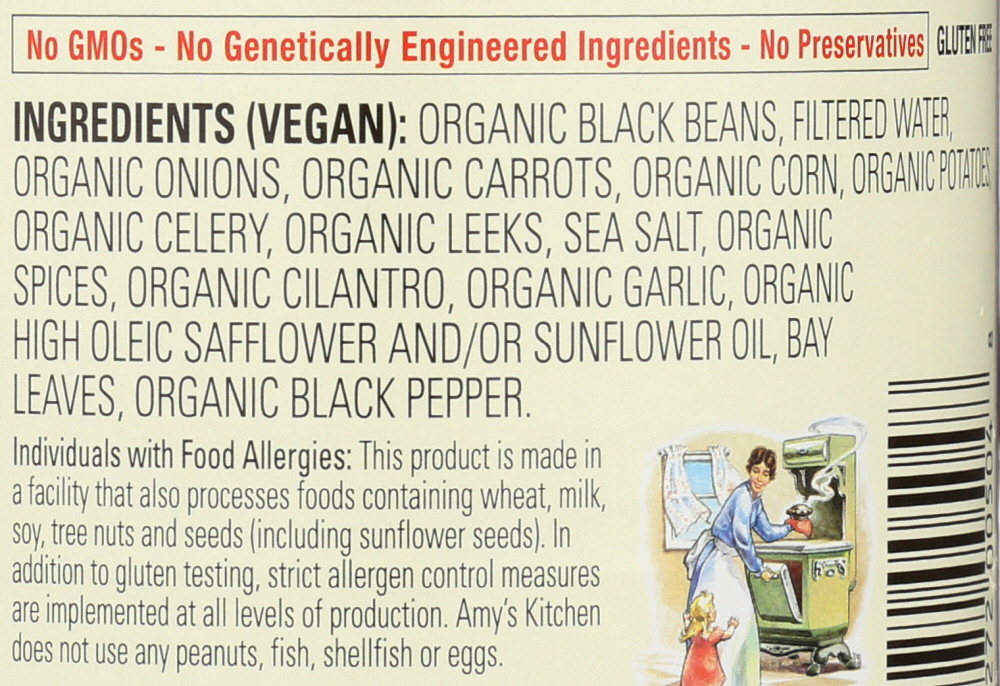 No GMOs - No Genetically Engineered Ingredients - No Preservatives GLUTEN FREE
INGREDIENTS (VEGAN): ORGANIC BLACK BEANS, FILTERED WATER,
ORGANIC ONIONS, ORGANIC CARROTS, ORGANIC CORN, ORGANIC POTATOES,
ORGANIC CELERY, ORGANIC LEEKS, SEA SALT, ORGANIC
SPICES, ORGANIC CILANTRO, ORGANIC GARLIC, ORGANIC
HIGH OLEIC SAFFLOWER AND/OR SUNFLOWER OIL, BAY
LEAVES, ORGANIC BLACK PEPPER.
Individuals with Food Allergies: This product is made in
a facility that also processes foods containing wheat, milk,
soy, tree nuts and seeds (including sunflower seeds). In
addition to gluten testing, strict allergen control measures
are implemented at all levels of production. Amy's Kitchen
does not use any peanuts, fish, shellfish or eggs.